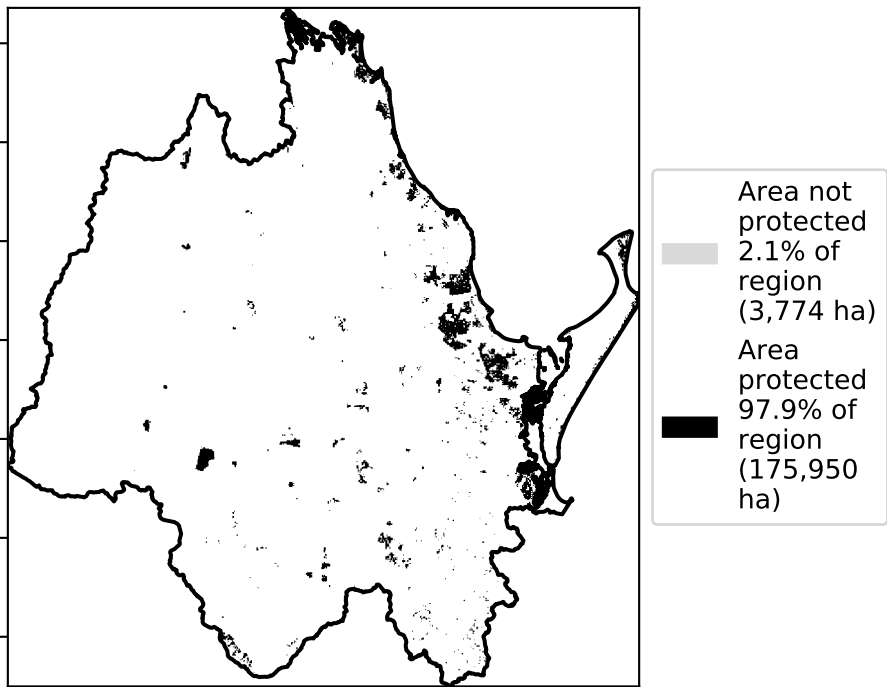 Area not
protected
2.1% of
region
(3,774 ha)
Area
protected
97.9% of
region
(175,950
ha)